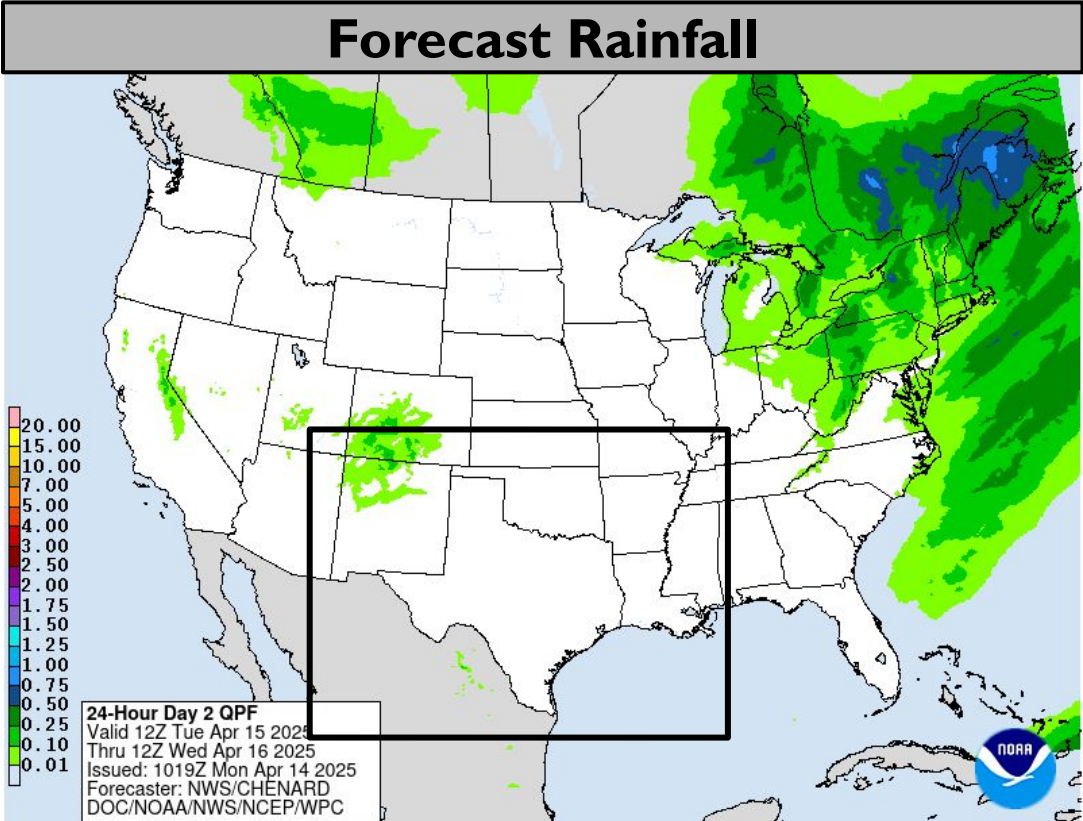 Forecast Rainfall
20.00
15.00
10.00
7.00
5.00
4.00
3.00
2.50
2.00
1.75
1.50
1.25
1.00
0.75
0.50
0.25
0.10
0.01
24-Hour Day 2 QPF
Valid 12Z Tue Apr 15 2025
Thru 12Z Wed Apr 16 2025
Issued: 1019Z Mon Apr 14 2025
Forecaster: NWS/CHENARD
DOC/NOAA/NWS/NCEP/WPC
NOAA